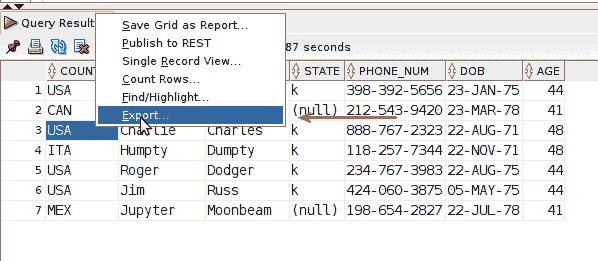 Query Result
Save Grid as Report...
Publish to REST
Single Record View...
Count Rows...
Find/Highlight...
Export...
87 seconds
COUNT STATE PHONE_NUM DOB AGE
1 USA k 398-392-5656 23-JAN-75 44
2 CAN (null) 212-543-9420 23-MAR-78 41
3 USA Charlie Charles k 888-767-2323 22-AUG-71 48
4 ITA Humpty Dumpty k 118-257-7344 22-NOV-71 48
5 USA Roger Dodger k 234-767-3983 22-AUG-75 44
6 USA Jim Russ k 424-060-3875 05-MAY-75 44
7 MEX Jupyter Moonbeam (null) 198-654-2827 22-JUL-78 41